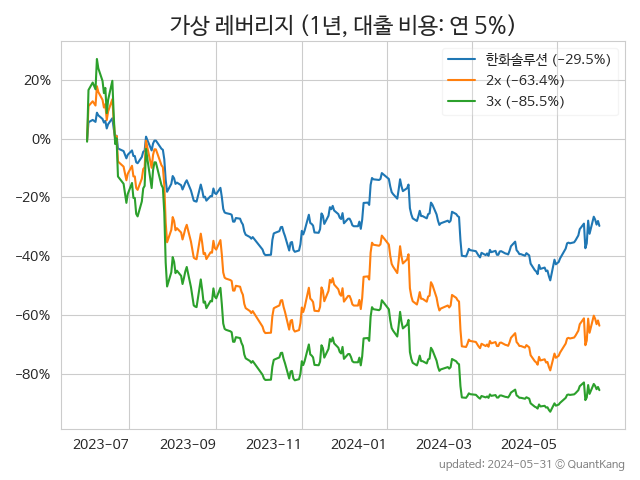 가상 레버리지 (1년, 대출 비용: 연 5%)
한화솔루션 (−29.5%)
2x (−63.4%)
3x (−85.5%)
20%
0%
−20%
−40%
−60%
−80%
2023-07 2023-09 2023-11 2024-01 2024-03 2024-05
updated: 2024-05-31 © QuantKang